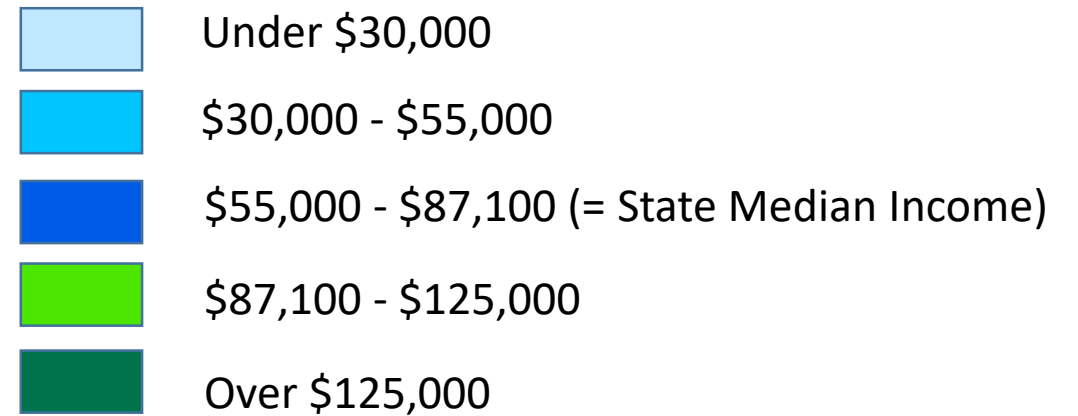 Under $30,000
$30,000 - $55,000
$55,000 - $87,100 (= State Median Income)
$87,100 - $125,000
Over $125,000